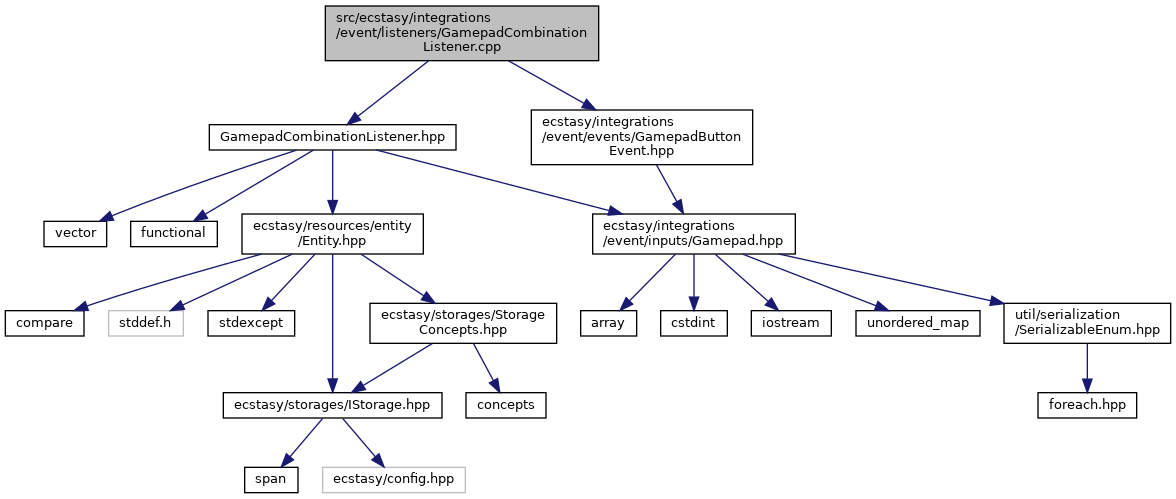 src/ecstasy/integrations
/event/listeners/GamepadCombination
Listener.cpp
GamepadCombinationListener.hpp
ecstasy/integrations
/event/events/GamepadButton
Event.hpp
vector
functional
ecstasy/resources/entity
/Entity.hpp
ecstasy/integrations
/event/inputs/Gamepad.hpp
compare
stddef.h
stdexcept
ecstasy/storages/Storage
Concepts.hpp
array
cstdint
iostream
unordered_map
util/serialization
/SerializableEnum.hpp
ecstasy/storages/IStorage.hpp
concepts
foreach.hpp
span
ecstasy/config.hpp